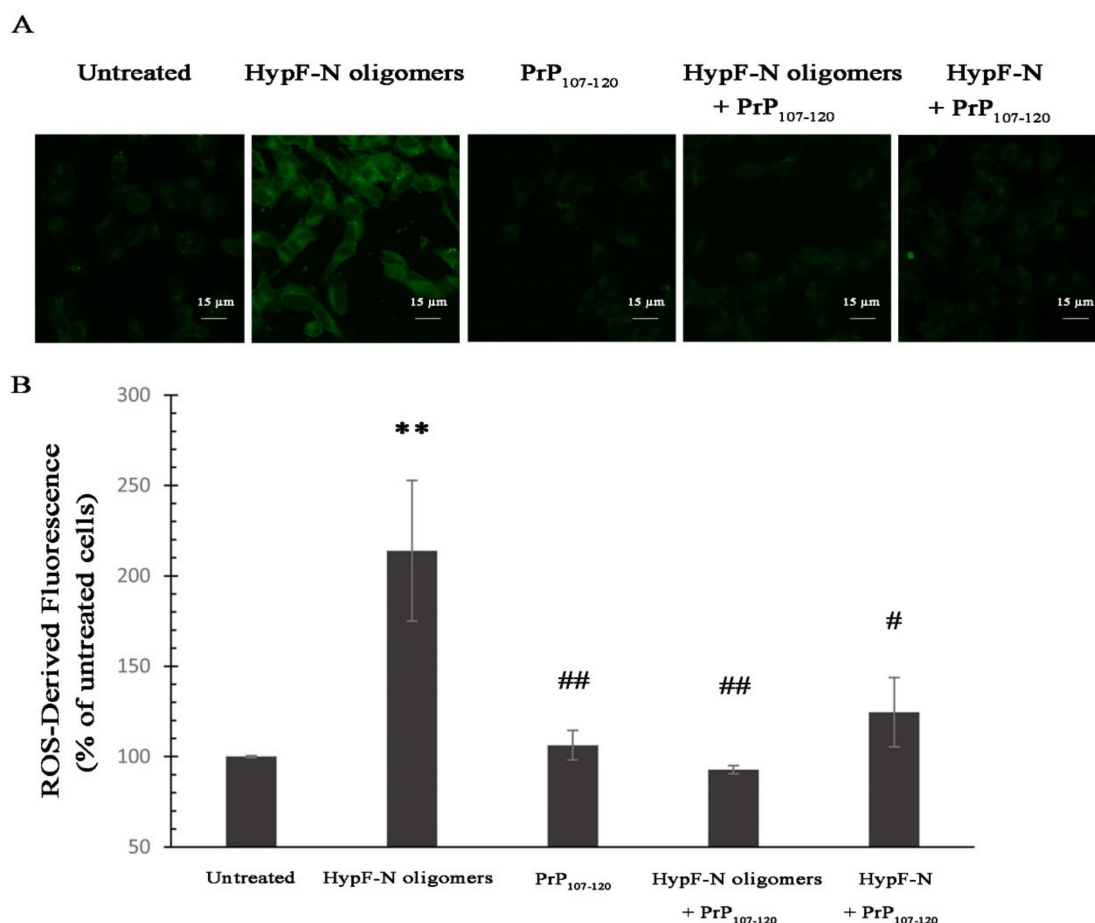 A
Untreated
HypF-N oligomers
PrP₁₀₇₋₁₂₀
HypF-N oligomers
+ PrP₁₀₇₋₁₂₀
HypF-N
+ PrP₁₀₇₋₁₂₀
15 µm
15 µm
15 µm
15 µm
15 µm
B
ROS-Derived Fluorescence
(% of untreated cells)
300
250
200
150
100
50
**
##
##
#
Untreated
HypF-N oligomers
PrP₁₀₇₋₁₂₀
HypF-N oligomers
+ PrP₁₀₇₋₁₂₀
HypF-N
+ PrP₁₀₇₋₁₂₀